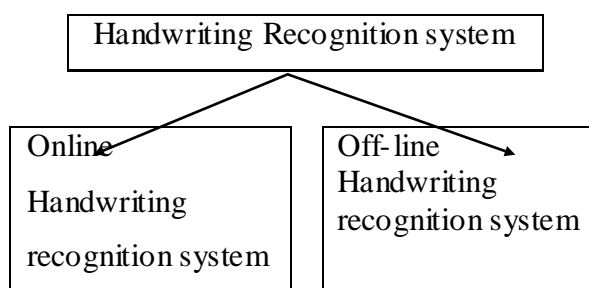 Handwriting Recognition system
Online
Handwriting
recognition system
Off-line
Handwriting
recognition system